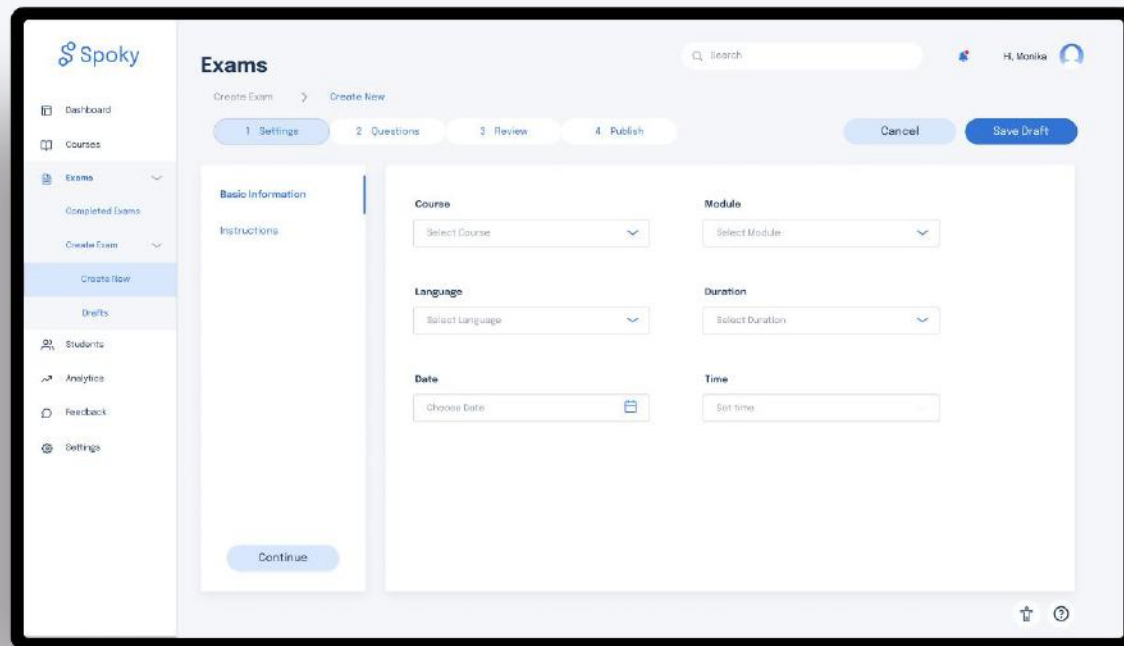 Spoky
Dashboard
Courses
Exams
Completed Exams
Create Exam
Create New
Drafts
Students
Analytics
Feedback
Settings
Exams
Search
Hi, Monika
Create Exam > Create New
1 Settings
2 Questions
3 Review
4 Publish
Cancel
Save Draft
Basic Information
Instructions
Continue
Course
Select Course
Module
Select Module
Language
Select Language
Duration
Select Duration
Date
Choose Date
Time
Set time